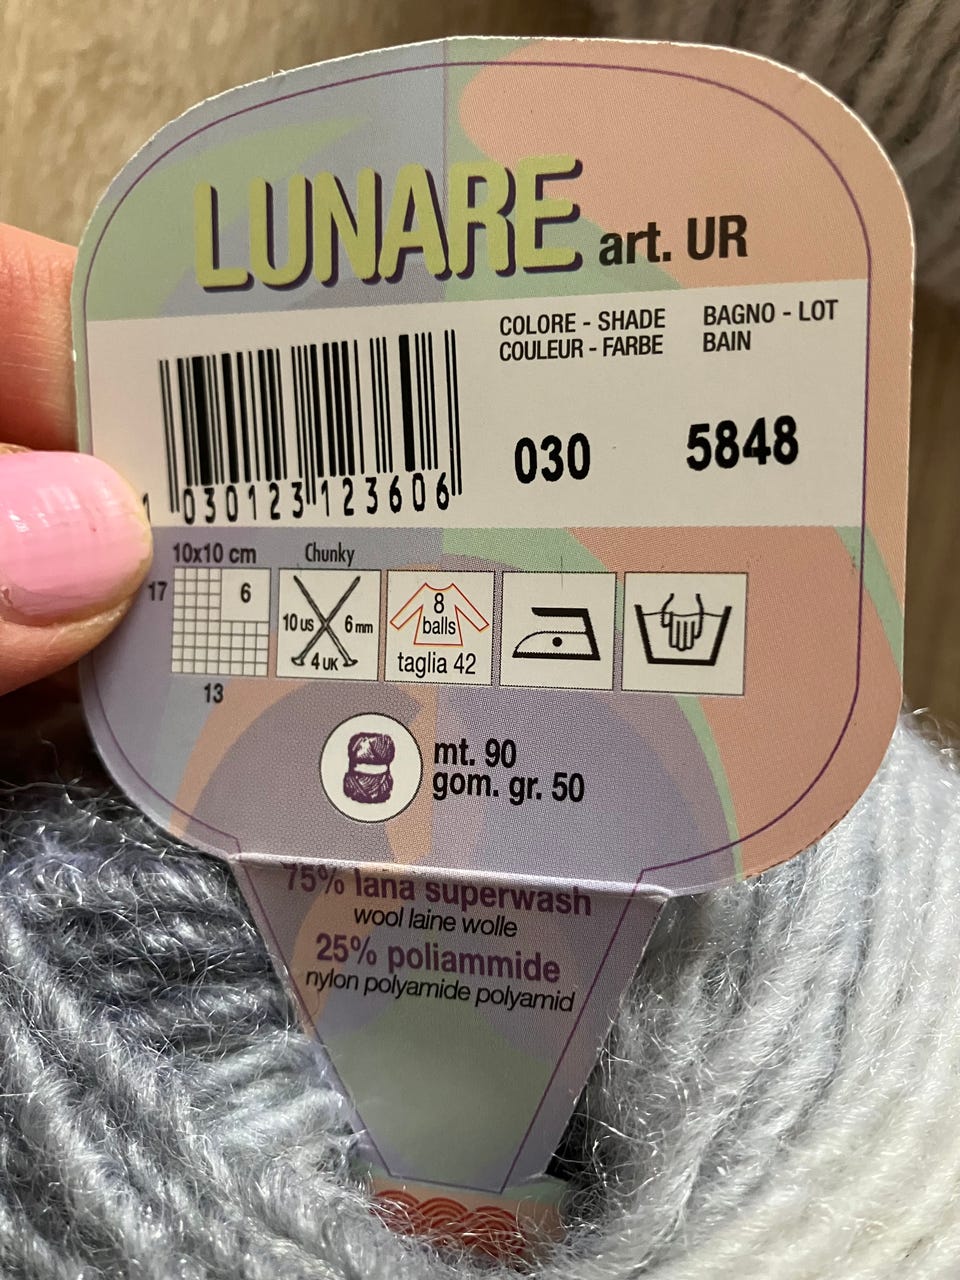 LUNARE art. UR
COLORE - SHADE
COULEUR - FARBE
BAGNO - LOT
BAIN
030
5848
1 030123 123606
10x10 cm
17
6
13
Chunky
10 US
6 mm
4 UK
8
balls
taglia 42
mt. 90
gom. gr. 50
75% lana superwash
wool laine wolle
25% poliammide
nylon polyamide polyamid